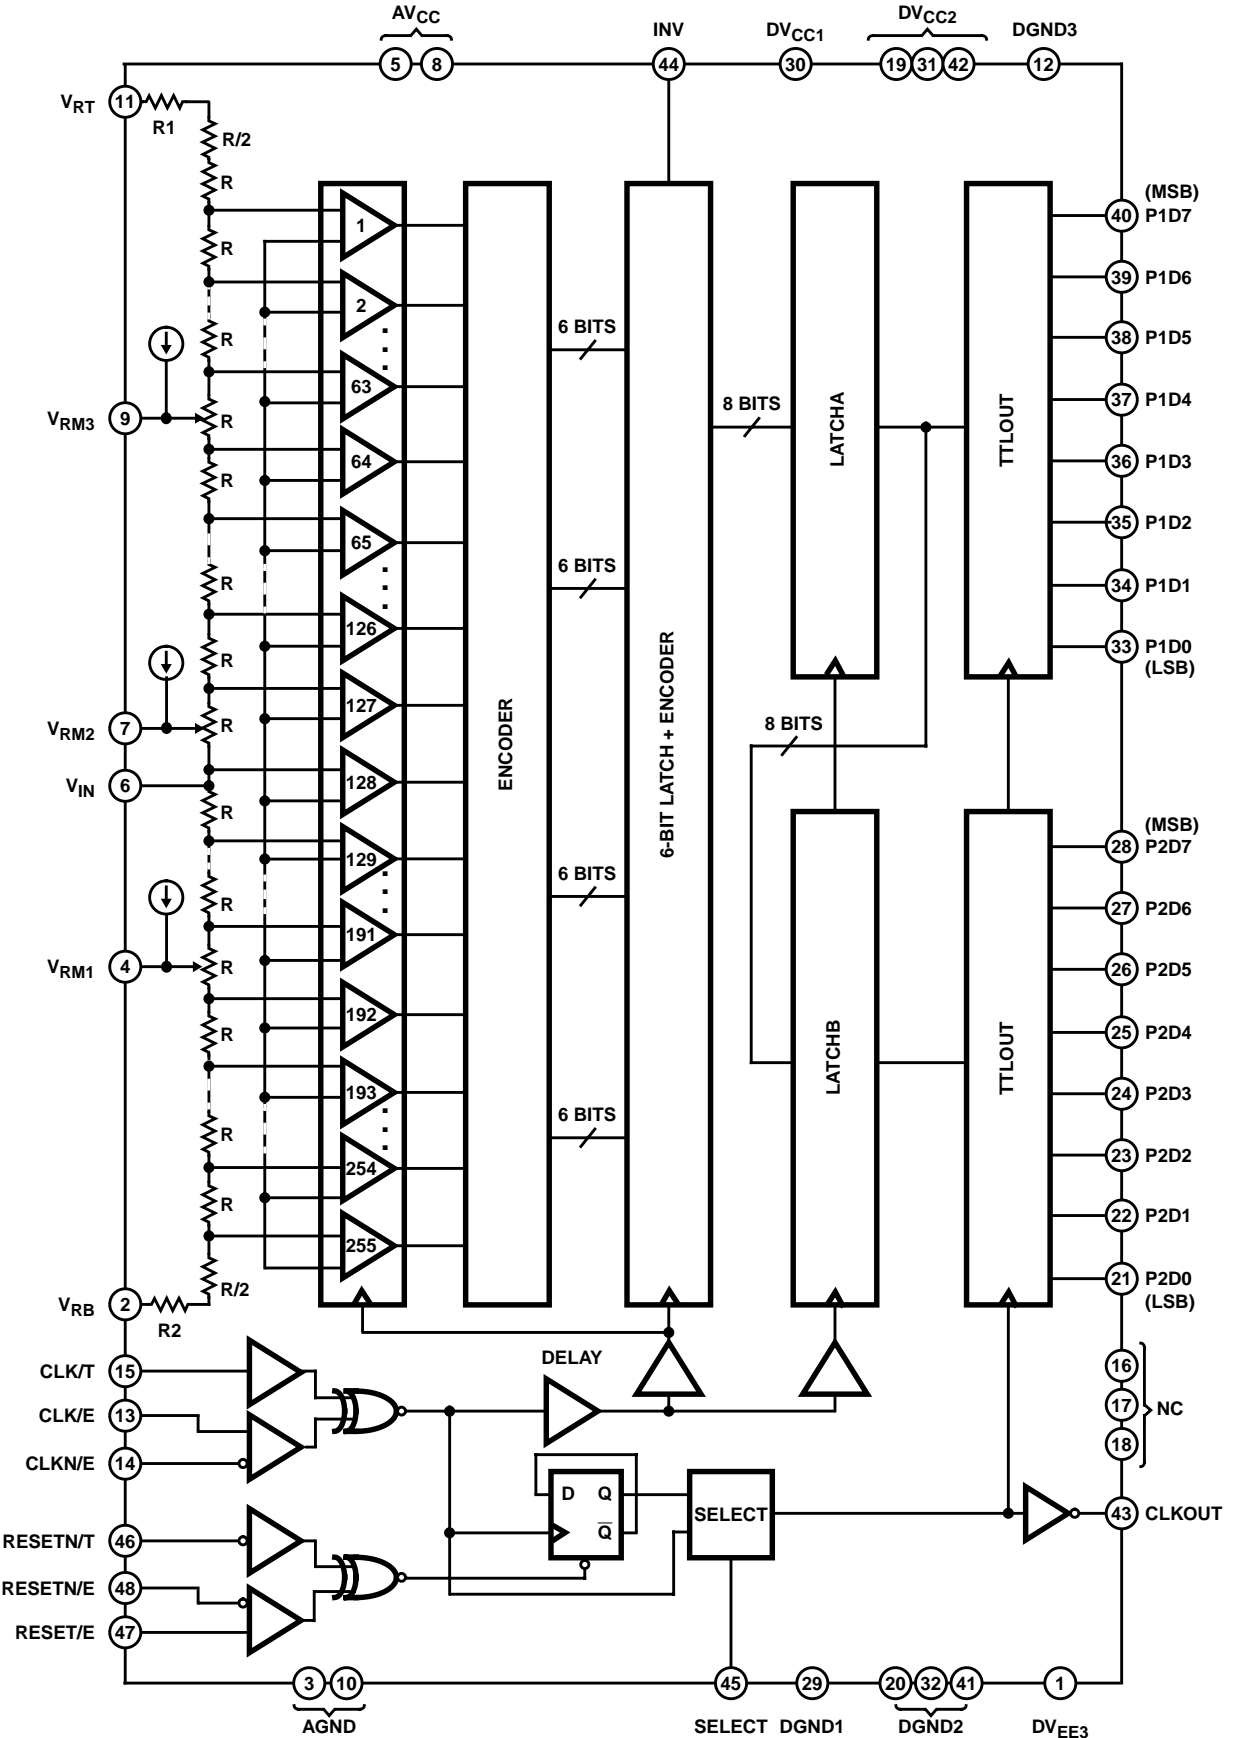 AVCC
INV
DVCC1
DVCC2
DGND3
5
8
44
30
19
31
42
12
VRT
11
R1
R/2
R
(MSB)
40
P1D7
1
R
39
P1D6
2
6 BITS
R
38
P1D5
63
VRM3
9
R
8 BITS
LATCHA
TTLOUT
37
P1D4
64
R
36
P1D3
65
35
P1D2
6 BITS
R
34
P1D1
126
R
33
P1D0
(LSB)
127
VRM2
7
R
8 BITS
ENCODER
6-BIT LATCH + ENCODER
VIN
6
128
R
(MSB)
28
P2D7
129
6 BITS
R
27
P2D6
191
VRM1
4
R
26
P2D5
192
R
LATCHB
TTLOUT
25
P2D4
193
24
P2D3
6 BITS
R
23
P2D2
254
R
22
P2D1
255
R/2
21
P2D0
(LSB)
VRB
2
R2
CLK/T
15
DELAY
16
CLK/E
13
17
NC
CLKN/E
14
18
D
Q
Q
SELECT
43
CLKOUT
RESETN/T
46
RESETN/E
48
RESET/E
47
3
10
45
29
20
32
41
1
AGND
SELECT
DGND1
DGND2
DVEE3